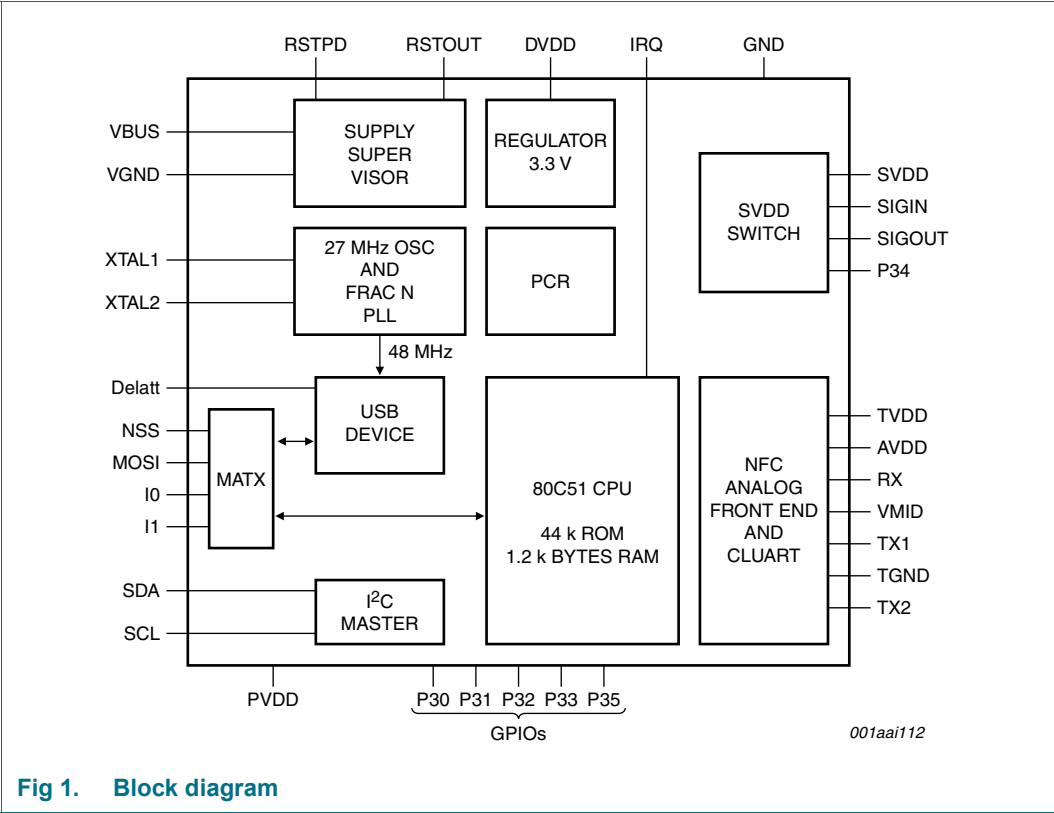 RSTPD RSTOUT DVDD IRQ GND
VBUS
VGND
SUPPLY
SUPER
VISOR
REGULATOR
3.3 V
SVDD
SWITCH
SVDD
SIGIN
SIGOUT
P34
XTAL1
XTAL2
27 MHz OSC
AND
FRAC N
PLL
PCR
48 MHz
Delatt
USB
DEVICE
NSS
MOSI
I0
I1
MATX
80C51 CPU
44 k ROM
1.2 k BYTES RAM
NFC
ANALOG
FRONT END
AND
CLUART
TVDD
AVDD
RX
VMID
TX1
TGND
TX2
SDA
SCL
I²C
MASTER
PVDD P30 P31 P32 P33 P35
GPIOs
001aai112
Fig 1. Block diagram